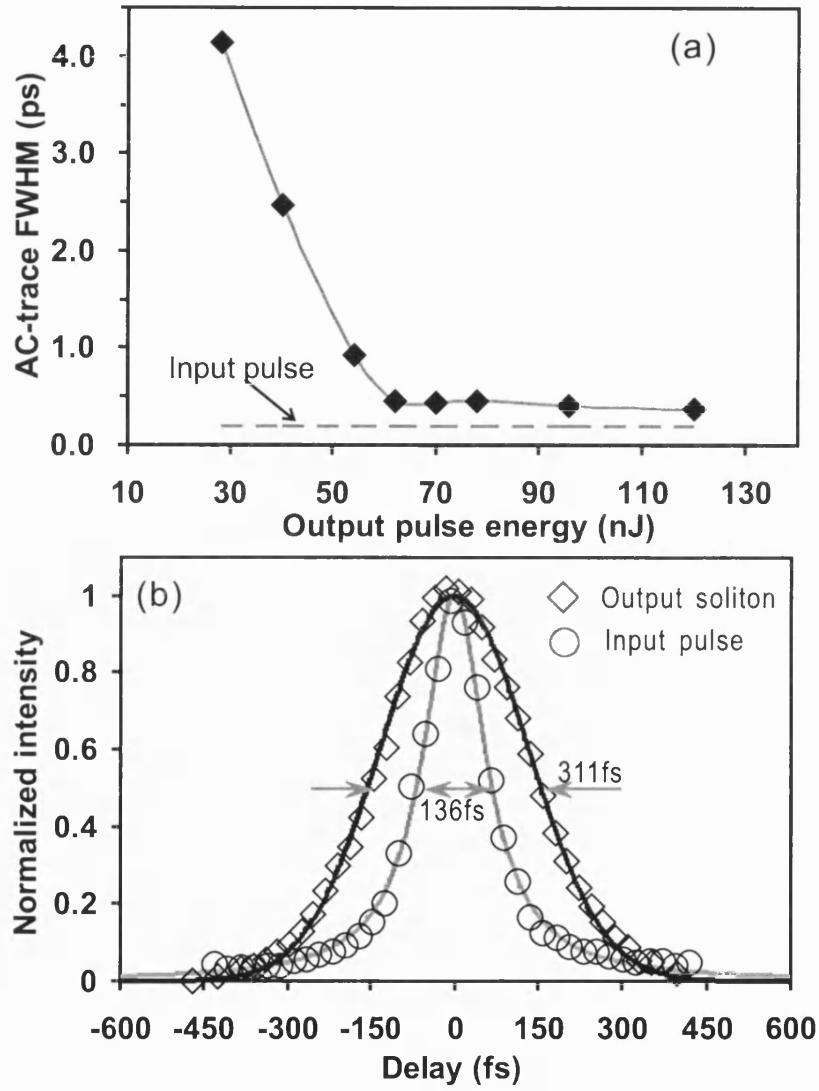 (a)
AC-trace FWHM (ps)
4.0
3.0
2.0
1.0
0.0
Input pulse
10 30 50 70 90 110 130
Output pulse energy (nJ)
(b)
Output soliton
Input pulse
Normalized intensity
1
0.8
0.6
0.4
0.2
0
311fs
136fs
-600 -450 -300 -150 0 150 300 450 600
Delay (fs)